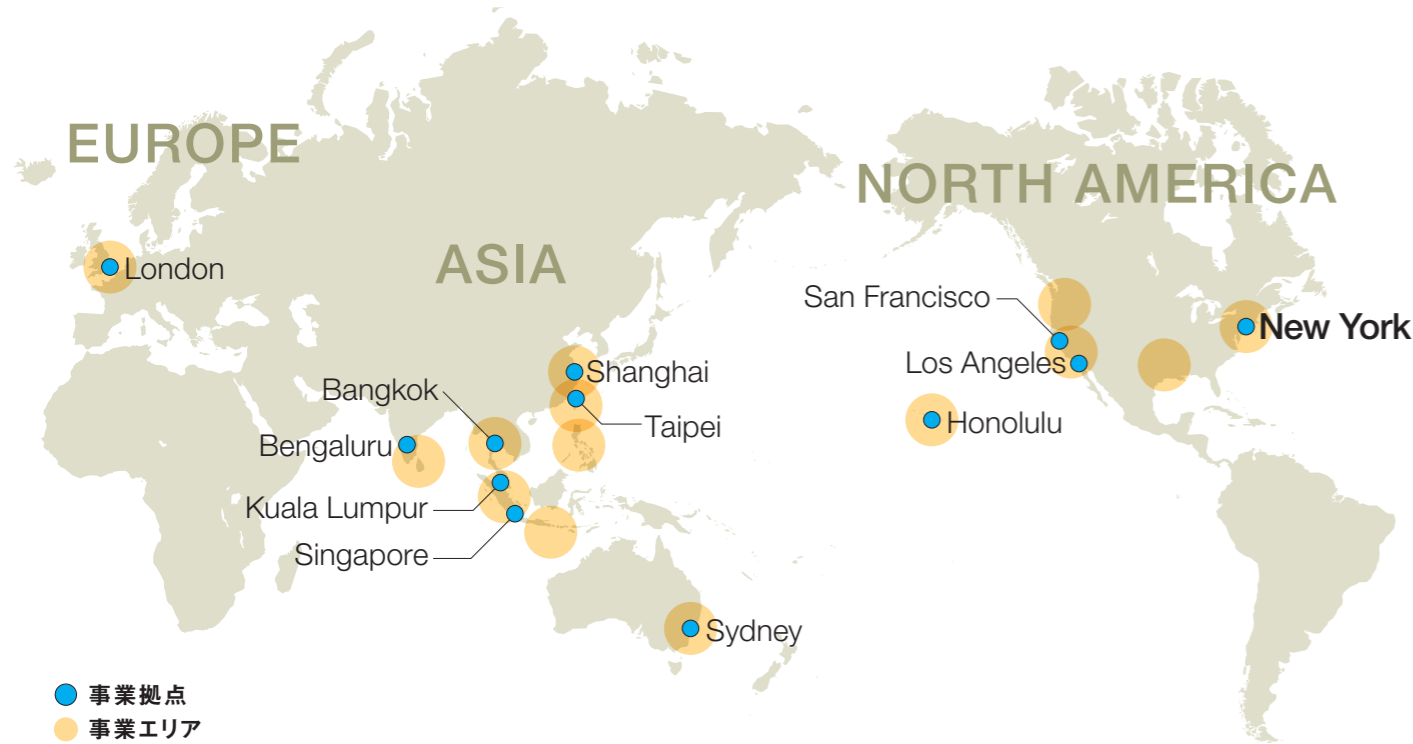 EUROPE
NORTH AMERICA
ASIA
London
San Francisco
New York
Los Angeles
Shanghai
Bangkok
Taipei
Honolulu
Bengaluru
Kuala Lumpur
Singapore
Sydney
事業拠点
事業エリア